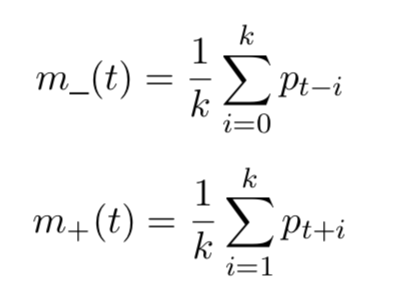 m_(t) = \frac{1}{k} \sum_{i=0}^{k} p_{t-i}
m_+(t) = \frac{1}{k} \sum_{i=1}^{k} p_{t+i}